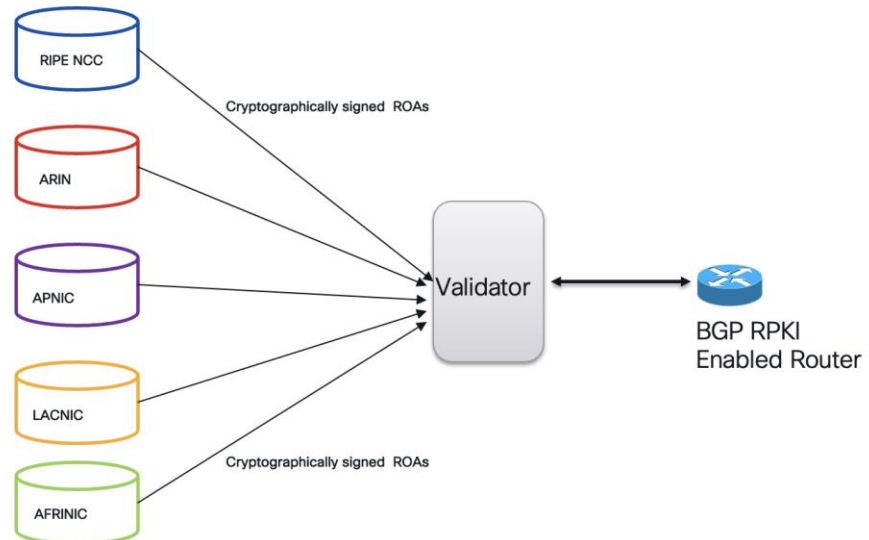 RIPE NCC
Cryptographically signed ROAs
ARIN
APNIC
Validator
BGP RPKI
Enabled Router
LACNIC
Cryptographically signed ROAs
AFRINIC